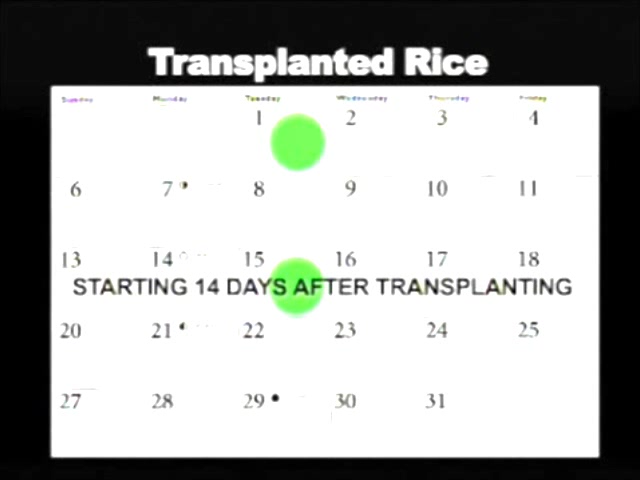 Transplanted Rice
Sunday Monday Tuesday Wednesday Thursday Friday
1 2 3 4
6 7 8 9 10 11
13 14 15 16 17 18
STARTING 14 DAYS AFTER TRANSPLANTING
20 21 22 23 24 25
27 28 29 30 31